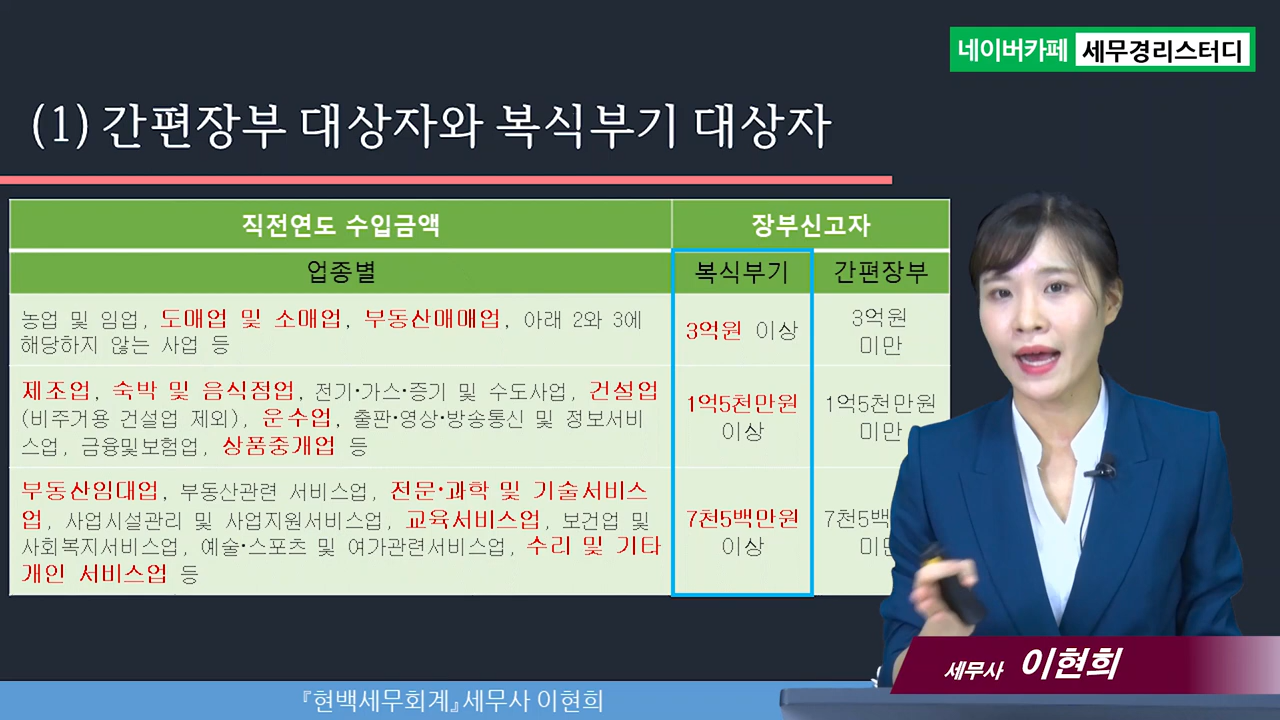 네이버카페 세무경리스터디
(1) 간편장부 대상자와 복식부기 대상자
직전연도 수입금액
장부신고자
업종별
복식부기
간편장부
농업 및 임업, 도매업 및 소매업, 부동산매매업, 아래 2와 3에
해당하지 않는 사업 등
3억원 이상
3억원
미만
제조업, 숙박 및 음식점업, 전기•가스•증기 및 수도사업, 건설업
(비주거용 건설업 제외), 운수업, 출판•영상•방송통신 및 정보서비
스업, 금융및보험업, 상품중개업 등
1억5천만원
이상
1억5천만원
미만
부동산임대업, 부동산관련 서비스업, 전문•과학 및 기술서비스
업, 사업시설관리 및 사업지원서비스업, 교육서비스업, 보건업 및
사회복지서비스업, 예술•스포츠 및 여가관련서비스업, 수리 및 기타
개인 서비스업 등
7천5백만원
이상
7천5백
미만
세무사 이현희
『현백세무회계』세무사 이현희